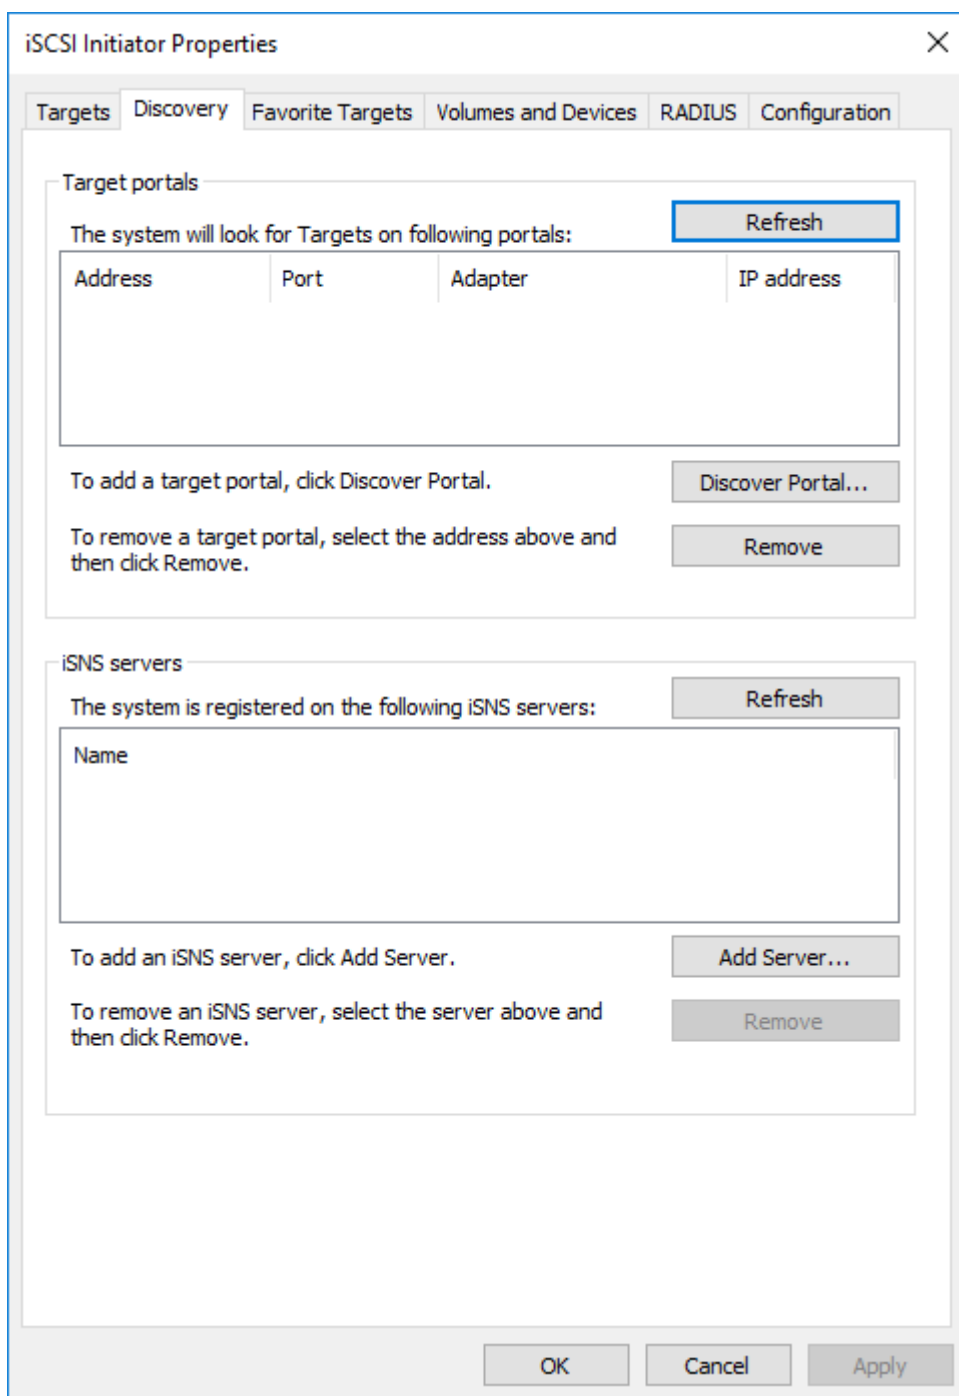 iSCSI Initiator Properties
Targets Discovery Favorite Targets Volumes and Devices RADIUS Configuration
Target portals
The system will look for Targets on following portals: Refresh
Address Port Adapter IP address
To add a target portal, click Discover Portal. Discover Portal...
To remove a target portal, select the address above and
then click Remove.
Remove
iSNS servers
The system is registered on the following iSNS servers: Refresh
Name
To add an iSNS server, click Add Server. Add Server...
To remove an iSNS server, select the server above and
then click Remove.
Remove
OK Cancel Apply